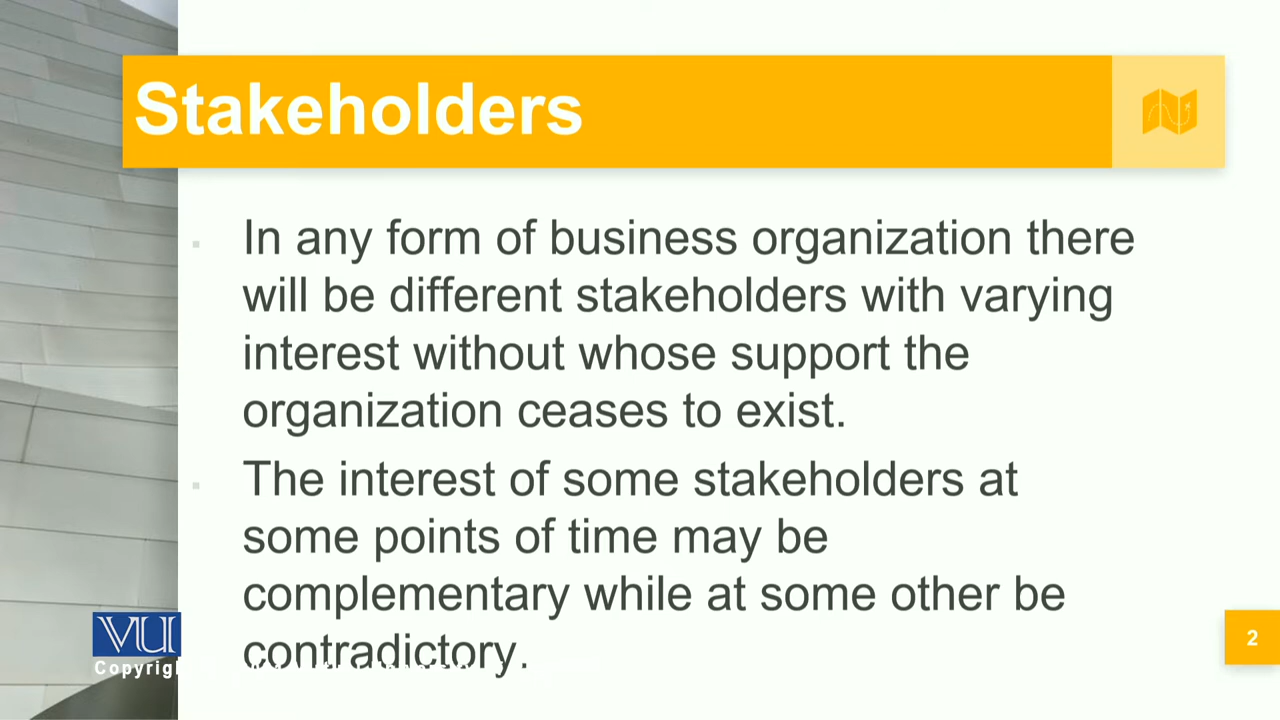 Stakeholders
In any form of business organization there
will be different stakeholders with varying
interest without whose support the
organization ceases to exist.
The interest of some stakeholders at
some points of time may be
complementary while at some other be
contradictory.
VU
2